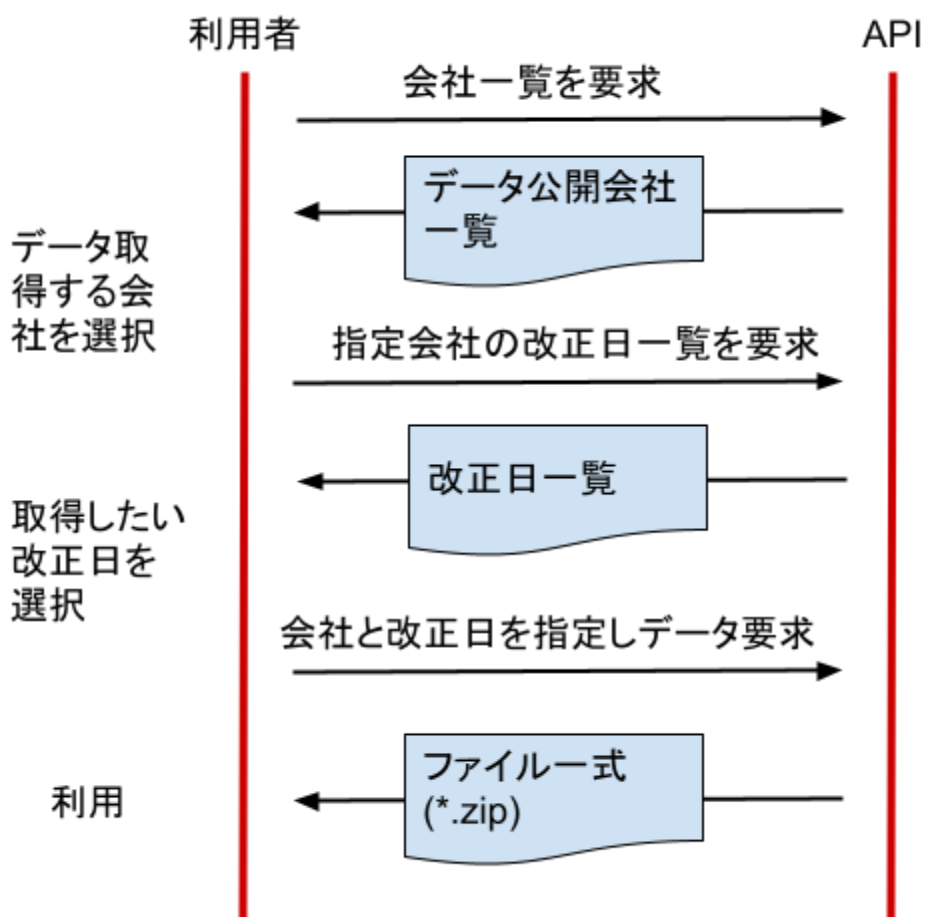 利用者
API
会社一覧を要求
データ公開会社
一覧
データ取
得する会
社を選択
指定会社の改正日一覧を要求
改正日一覧
取得したい
改正日を
選択
会社と改正日を指定しデータ要求
ファイル一式
(*.zip)
利用